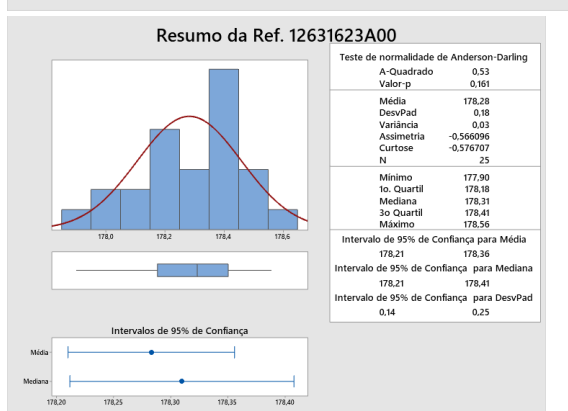 Resumo da Ref. 12631623A00
Teste de normalidade de Anderson-Darling
A-Quadrado 0,53
Valor-p 0,161
Média 178,28
DesvPad 0,18
Variância 0,03
Assimetria -0,566096
Curtose -0,576707
N 25
Mínimo 177,90
1o. Quartil 178,18
Mediana 178,31
3o Quartil 178,41
Máximo 178,56
Intervalo de 95% de Confiança para Média
178,21 178,36
Intervalo de 95% de Confiança para Mediana
178,21 178,41
Intervalo de 95% de Confiança para DesvPad
0,14 0,25
178,0 178,2 178,4 178,6
Intervalos de 95% de Confiança
Média
Mediana
178,20 178,25 178,30 178,35 178,40